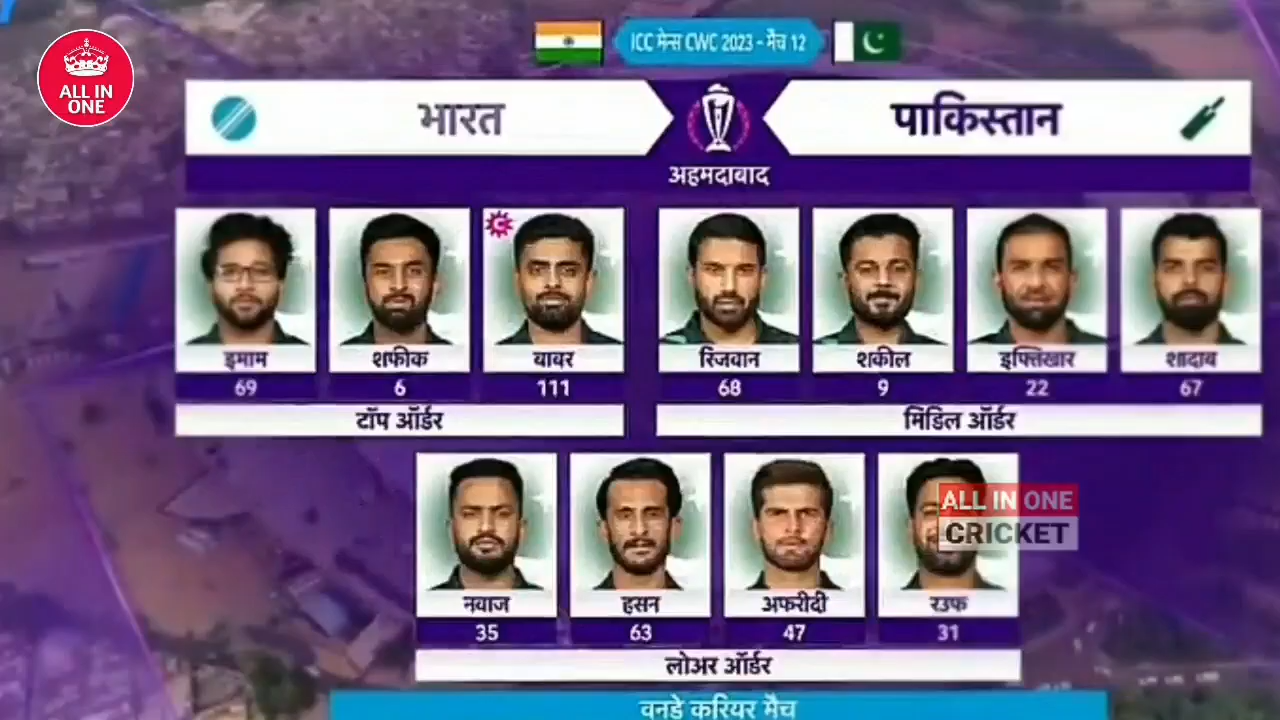 ALL IN
ONE
ICC मेन्स CWC 2023 - मैच 12
भारत
पाकिस्तान
अहमदाबाद
इमाम
शफीक
बाबर
रिजवान
शकील
इफ्तिखार
शादाब
69
6
111
68
9
22
67
टॉप ऑर्डर
मिडिल ऑर्डर
ALL IN ONE
CRICKET
नवाज
हसन
अफरीदी
रउफ
35
63
47
31
लोअर ऑर्डर
वनडे करियर मैच